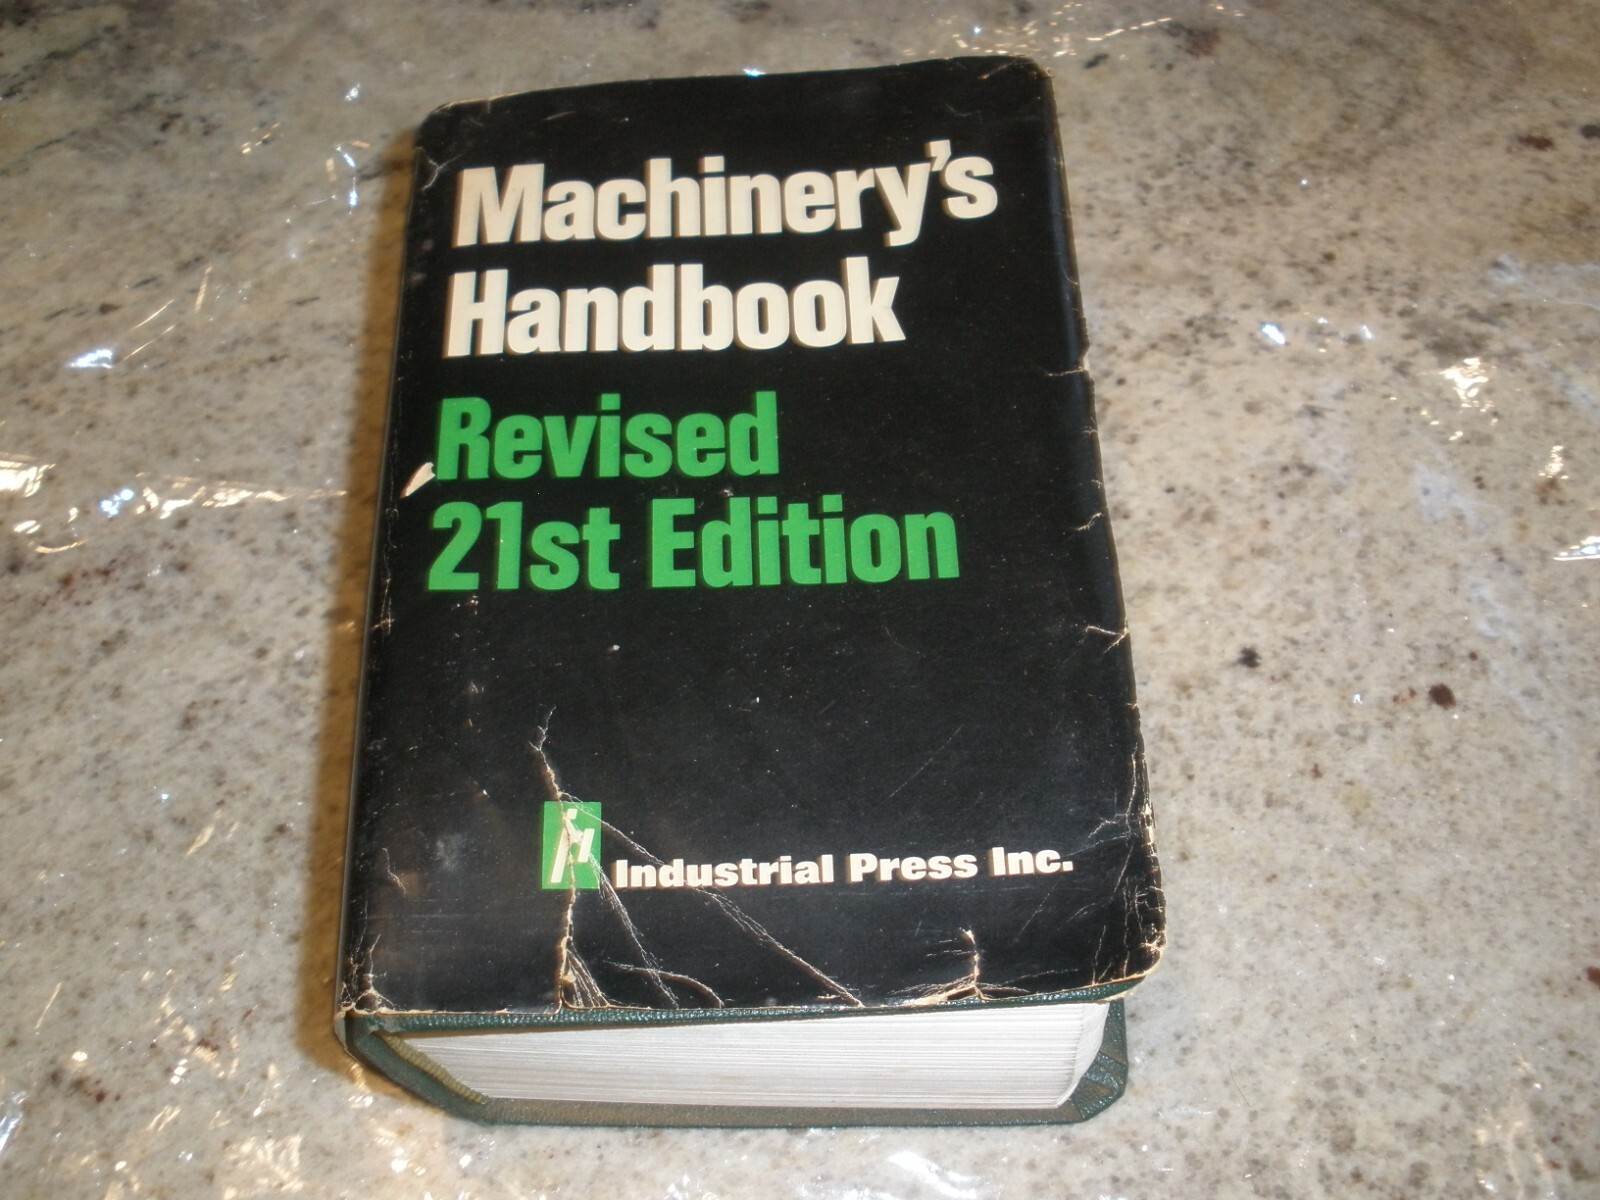 Machinery's
Handbook
Revised
21st Edition
Industrial Press Inc.